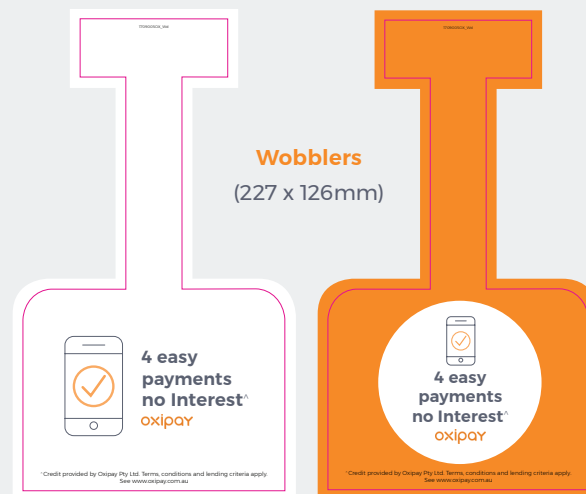 Wobblers
(227 x 126mm)
4 easy
payments
no Interest^
oxipay
^Credit provided by Oxipay Pty Ltd. Terms, conditions and lending criteria apply.
See www.oxipay.com.au
4 easy
payments
no Interest^
oxipay
^Credit provided by Oxipay Pty Ltd. Terms, conditions and lending criteria apply.
See www.oxipay.com.au